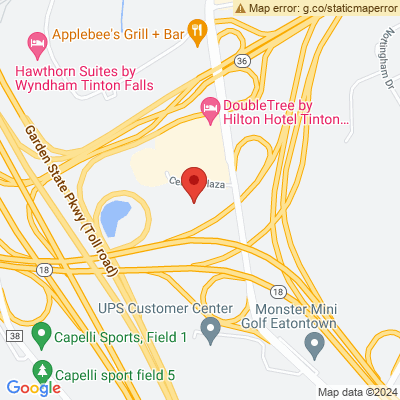 Map error: g.co/staticmaperror
Applebee's Grill + Bar
Nottingham Dr
Hawthorn Suites by
Wyndham Tinton Falls
36
DoubleTree by
Hilton Hotel Tinton...
Garden State Pkwy (Toll road)
18
18
UPS Customer Center
Monster Mini
Golf Eatontown
38
Capelli Sports, Field 1
Capelli sport field 5
Google
Map data ©2024